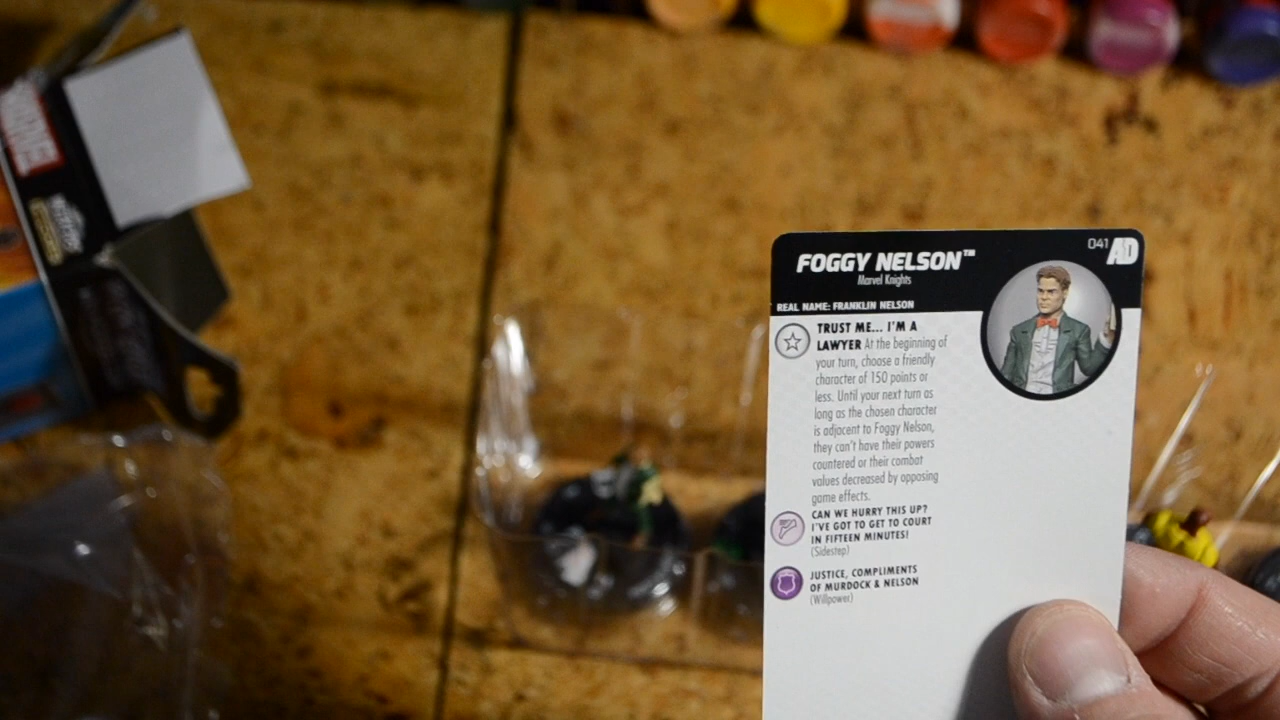 MARVEL
041 AD
FOGGY NELSON™
Marvel Knights
REAL NAME: FRANKLIN NELSON
TRUST ME... I'M A
LAWYER At the beginning of
your turn, choose a friendly
character of 150 points or
less. Until your next turn as
long as the chosen character
is adjacent to Foggy Nelson,
they can't have their powers
countered or their combat
values decreased by opposing
game effects.
CAN WE HURRY THIS UP?
I'VE GOT TO GET TO COURT
IN FIFTEEN MINUTES!
(Sidestep)
JUSTICE, COMPLIMENTS
OF MURDOCK & NELSON
(Willpower)